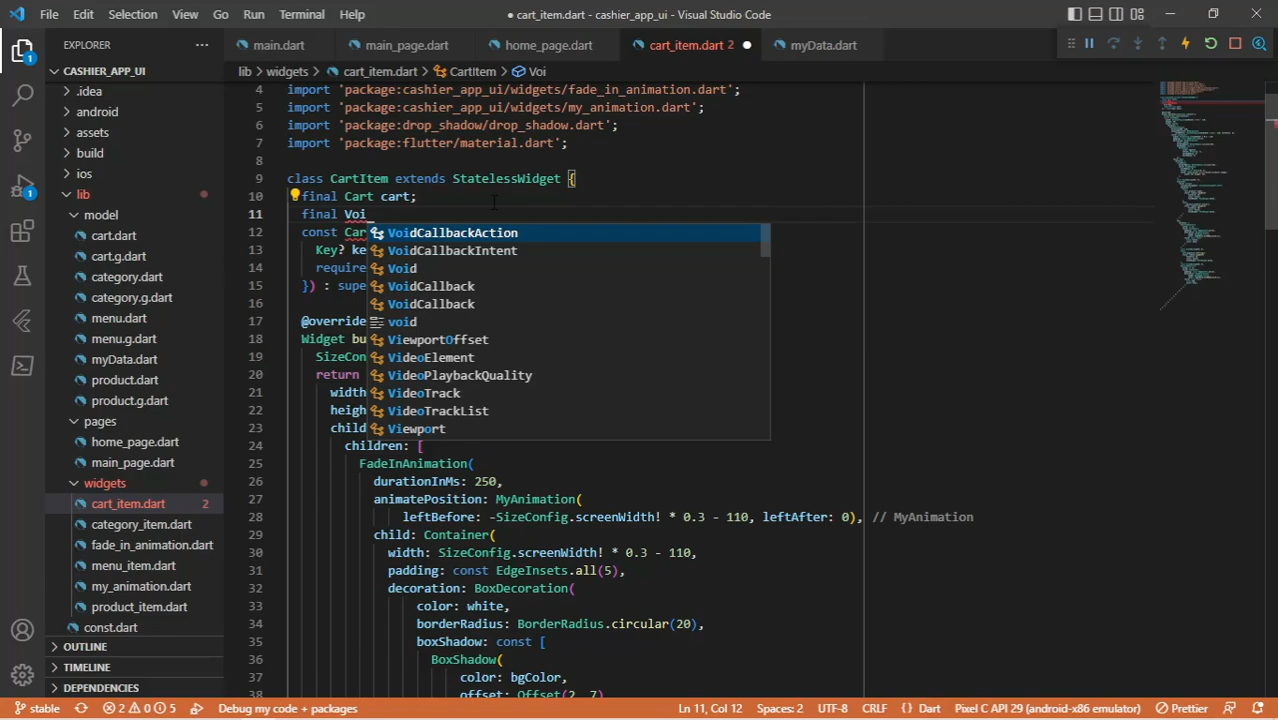 File Edit Selection View Go Run Terminal Help
● cart_item.dart - cashier_app_ui - Visual Studio Code
EXPLORER
main.dart main_page.dart home_page.dart cart_item.dart 2 ● myData.dart
CASHIER_APP_UI
lib > widgets > cart_item.dart > CartItem > Voi
.idea
android
assets
build
ios
lib
model
cart.dart
cart.g.dart
category.dart
category.g.dart
menu.dart
menu.g.dart
myData.dart
product.dart
product.g.dart
pages
home_page.dart
main_page.dart
widgets
cart_item.dart 2
category_item.dart
fade_in_animation.dart
menu_item.dart
my_animation.dart
product_item.dart
const.dart
OUTLINE
TIMELINE
DEPENDENCIES
1
1
4 import 'package:cashier_app_ui/widgets/fade_in_animation.dart';
5 import 'package:cashier_app_ui/widgets/my_animation.dart';
6 import 'package:drop_shadow/drop_shadow.dart';
7 import 'package:flutter/material.dart';
8
9 class CartItem extends StatelessWidget {
10 final Cart cart;
11 final Voi
12 const Car
13 Key? ke
14 require
15 }) : supe
16
17 @override
18 Widget bu
19 SizeCon
20 return
21 width
22 heigh
23 child
24 children: [
25 FadeInAnimation(
26 durationInMs: 250,
27 animatePosition: MyAnimation(
28 leftBefore: -SizeConfig.screenWidth! * 0.3 - 110, leftAfter: 0), // MyAnimation
29 child: Container(
30 width: SizeConfig.screenWidth! * 0.3 - 110,
31 padding: const EdgeInsets.all(5),
32 decoration: BoxDecoration(
33 color: white,
34 borderRadius: BorderRadius.circular(20),
35 boxShadow: const [
36 BoxShadow(
37 color: bgColor,
38 offset: Offset(2, 7),
VoidCallbackAction
VoidCallbackIntent
Void
VoidCallback
VoidCallback
void
ViewportOffset
VideoElement
VideoPlaybackQuality
VideoTrack
VideoTrackList
Viewport
stable 2 0 5 Debug my code + packages Ln 11, Col 12 Spaces: 2 UTF-8 CRLF {} Dart Pixel C API 29 (android-x86 emulator) Prettier